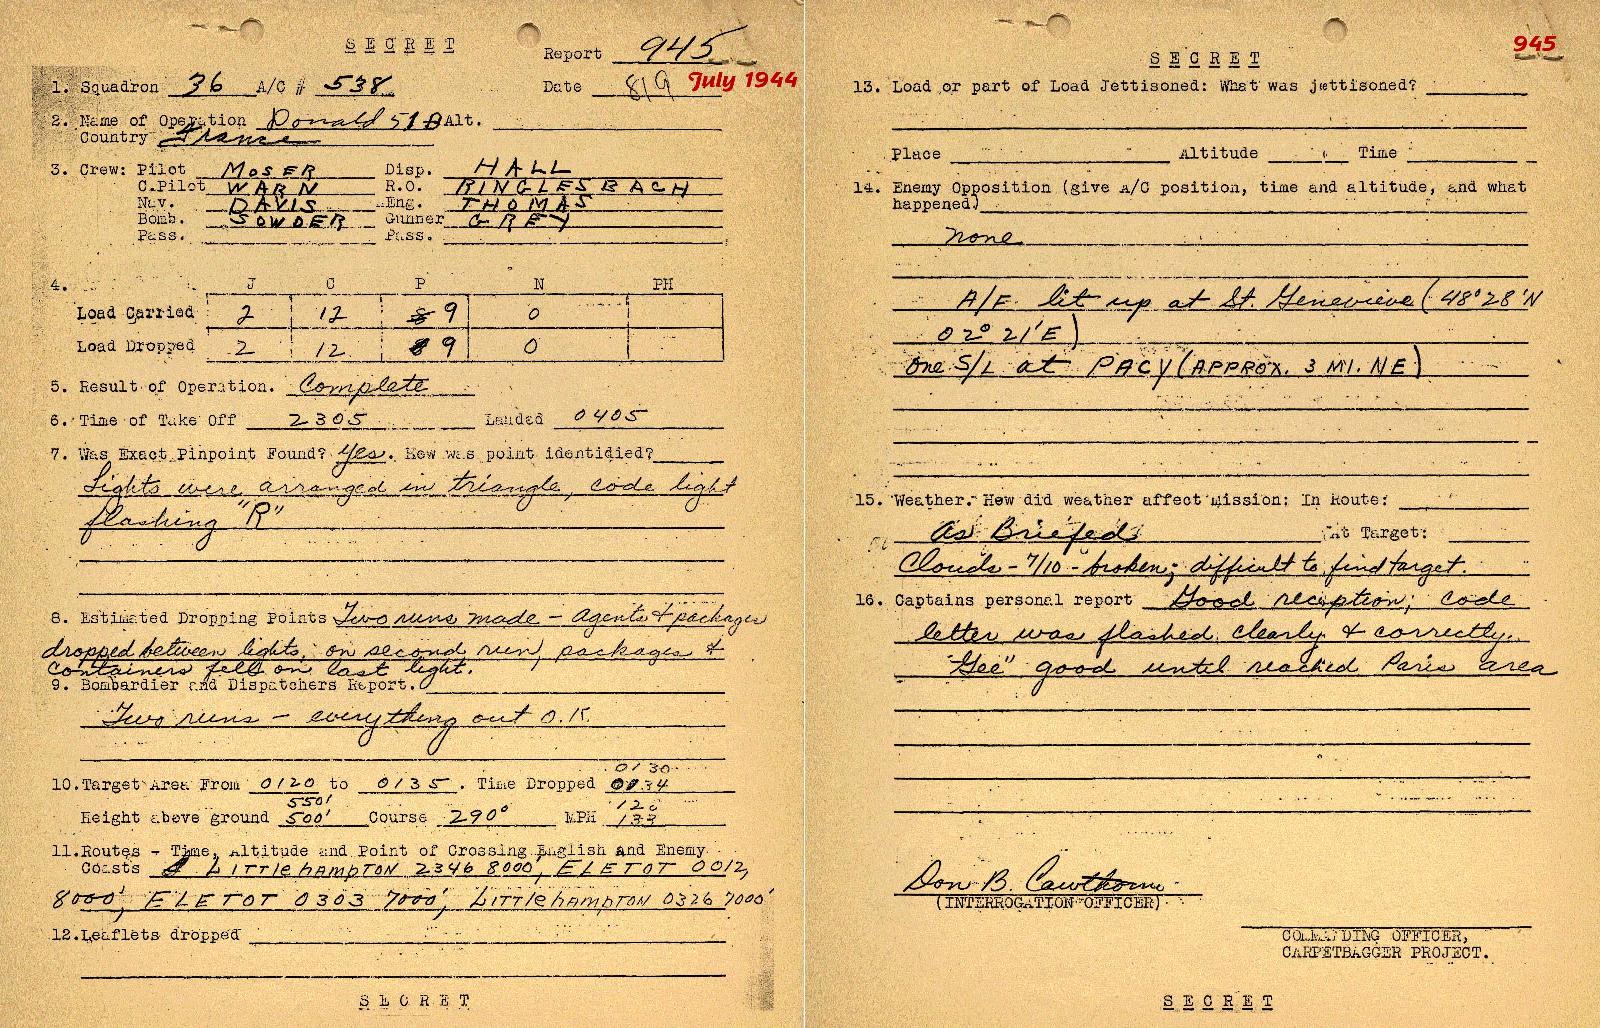 SECRET
Report 945
1. Squadron 36 A/C # 538 Date 8/9 July 1944
2. Name of Operation Donald 51B Alt.
Country France
3. Crew: Pilot MOSER Disp. HALL
C.Pilot WARN R.O. RINGLESBACH
Nav. DAVIS Eng. THOMAS
Bomb. SOWDER Gunner GREY
Pass. Pass.
4. J C P N PH
Load Carried 2 12 9 0
Load Dropped 2 12 9 0
5. Result of Operation. Complete
6. Time of Take Off 2305 Landed 0405
7. Was Exact Pinpoint Found? Yes. How was point identidied?
Lights were arranged in triangle, code light
flashing "R"
8. Estimated Dropping Points Two runs made - agents & packages
dropped between lights; on second run, packages &
containers fell on last light.
9. Bombardier and Dispatchers Report.
Two runs - everything out O.K.
0130
10. Target Area From 0120 to 0135. Time Dropped 0134
550' 120
Height above ground 500' Course 290° MPH 133
11. Routes - Time, Altitude and Point of Crossing English and Enemy
Coasts LITTlehampTON 2346 8000', ELETOT 0012,
8000', ELETOT 0303 7000', LITTlehampTON 0326 7000'
12. Leaflets dropped
SECRET
945
SECRET
13. Load or part of Load Jettisoned: What was jettisoned?
Place Altitude Time
14. Enemy Opposition (give A/C position, time and altitude, and what
happened)
none
A/F lit up at St. Genevieve (48°28'N
02° 21'E)
One S/L at PACY (APPROX. 3 MI. NE)
15. Weather. How did weather affect mission: In Route:
As Briefed At Target:
Clouds - 7/10 - broken; difficult to find target.
16. Captains personal report Good reception; code
letter was flashed clearly & correctly.
"Gee" good until reached Paris area
Don B. Cawthorn
(INTERROGATION OFFICER)
COMMANDING OFFICER,
CARPETBAGGER PROJECT.
SECRET